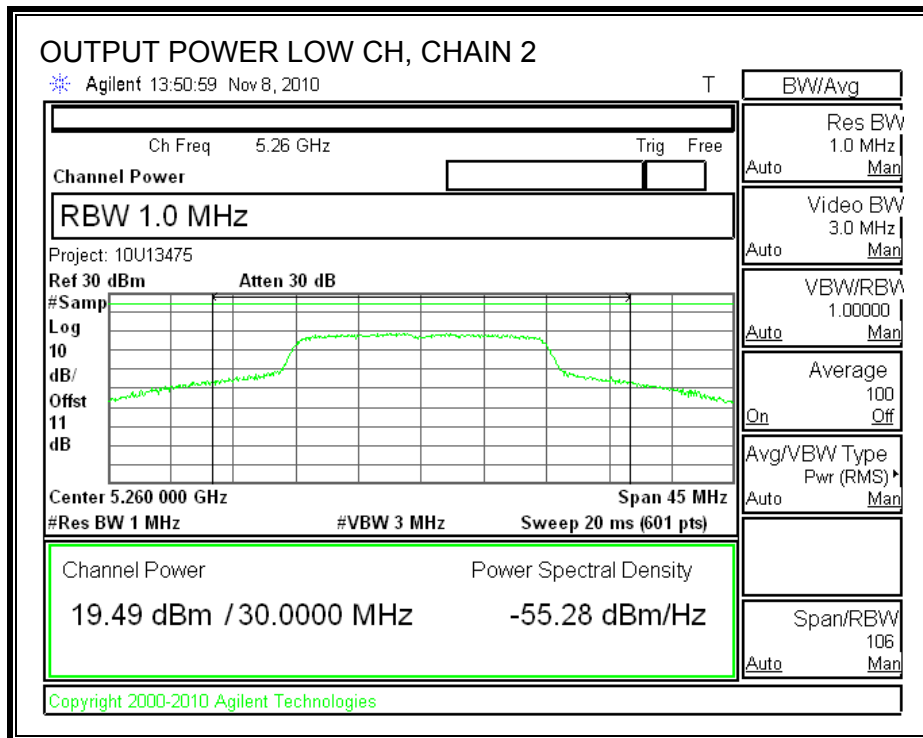 OUTPUT POWER LOW CH, CHAIN 2
Agilent 13:50:59 Nov 8, 2010 T
BW/Avg
Ch Freq 5.26 GHz Trig Free
Channel Power
RBW 1.0 MHz
Project: 10U13475
Ref 30 dBm Atten 30 dB
#Samp
Log
10
dB/
Offst
11
dB
Center 5.260 000 GHz Span 45 MHz
#Res BW 1 MHz #VBW 3 MHz Sweep 20 ms (601 pts)
Channel Power Power Spectral Density
19.49 dBm / 30.0000 MHz -55.28 dBm/Hz
Copyright 2000-2010 Agilent Technologies
Res BW
1.0 MHz
Auto Man
Video BW
3.0 MHz
Auto Man
VBW/RBW
1.00000
Auto Man
Average
100
On Off
Avg/VBW Type
Pwr (RMS)
Auto Man
Span/RBW
106
Auto Man